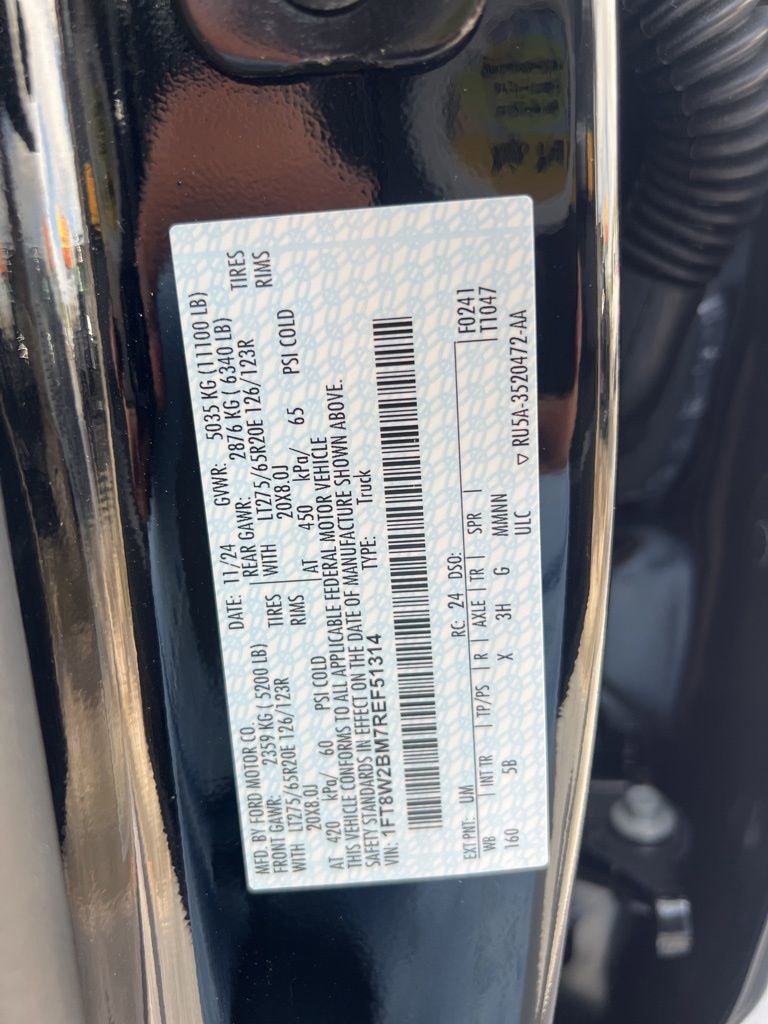 MFD. BY FORD MOTOR CO.
DATE: 11/24 GVWR: 5035 KG (11100 LB)
FRONT GAWR: 2359 KG ( 5200 LB) REAR GAWR: 2876 KG ( 6340 LB)
WITH LT275/65R20E 126/123R TIRES WITH LT275/65R20E 126/123R TIRES
20X8.0J RIMS 20X8.0J RIMS
AT 420 kPa/ 60 PSI COLD AT 450 kPa/ 65 PSI COLD
THIS VEHICLE CONFORMS TO ALL APPLICABLE FEDERAL MOTOR VEHICLE
SAFETY STANDARDS IN EFFECT ON THE DATE OF MANUFACTURE SHOWN ABOVE.
VIN: 1FT8W2BM7REF51314 TYPE: Truck
EXT PNT: UM RC: 24 DSO: F0241
WB | INT TR | TP/PS | R | AXLE | TR | SPR | T1047
160 5B X 3H G MMMNN
ULC ▽ RU5A-3520472-AA